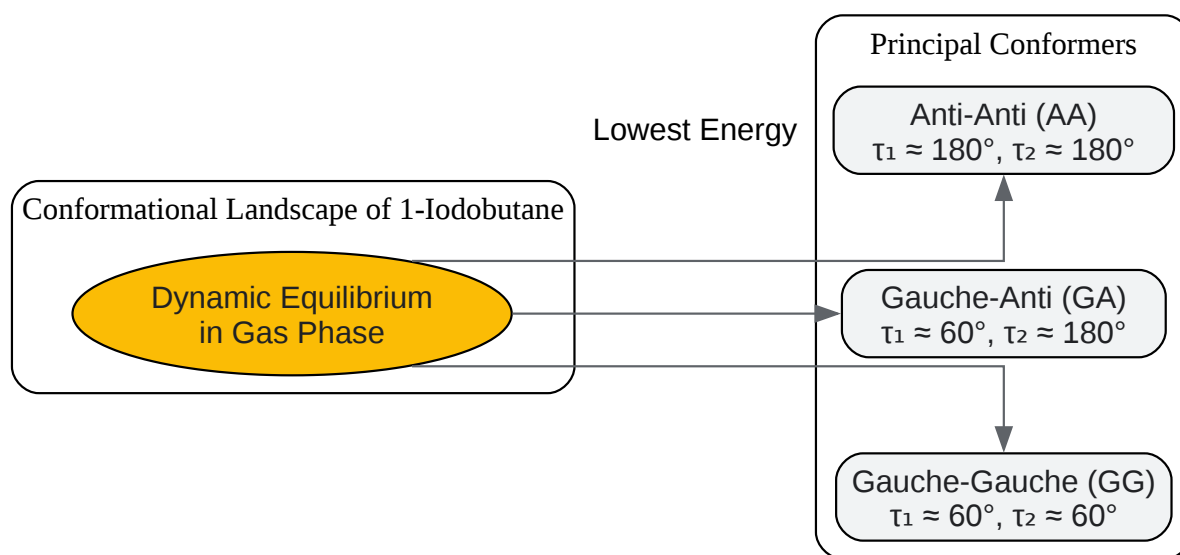 Principal Conformers
Anti-Anti (AA)
τ₁ ≈ 180°, τ₂ ≈ 180°
Lowest Energy
Conformational Landscape of 1-Iodobutane
Dynamic Equilibrium
in Gas Phase
Gauche-Anti (GA)
τ₁ ≈ 60°, τ₂ ≈ 180°
Gauche-Gauche (GG)
τ₁ ≈ 60°, τ₂ ≈ 60°